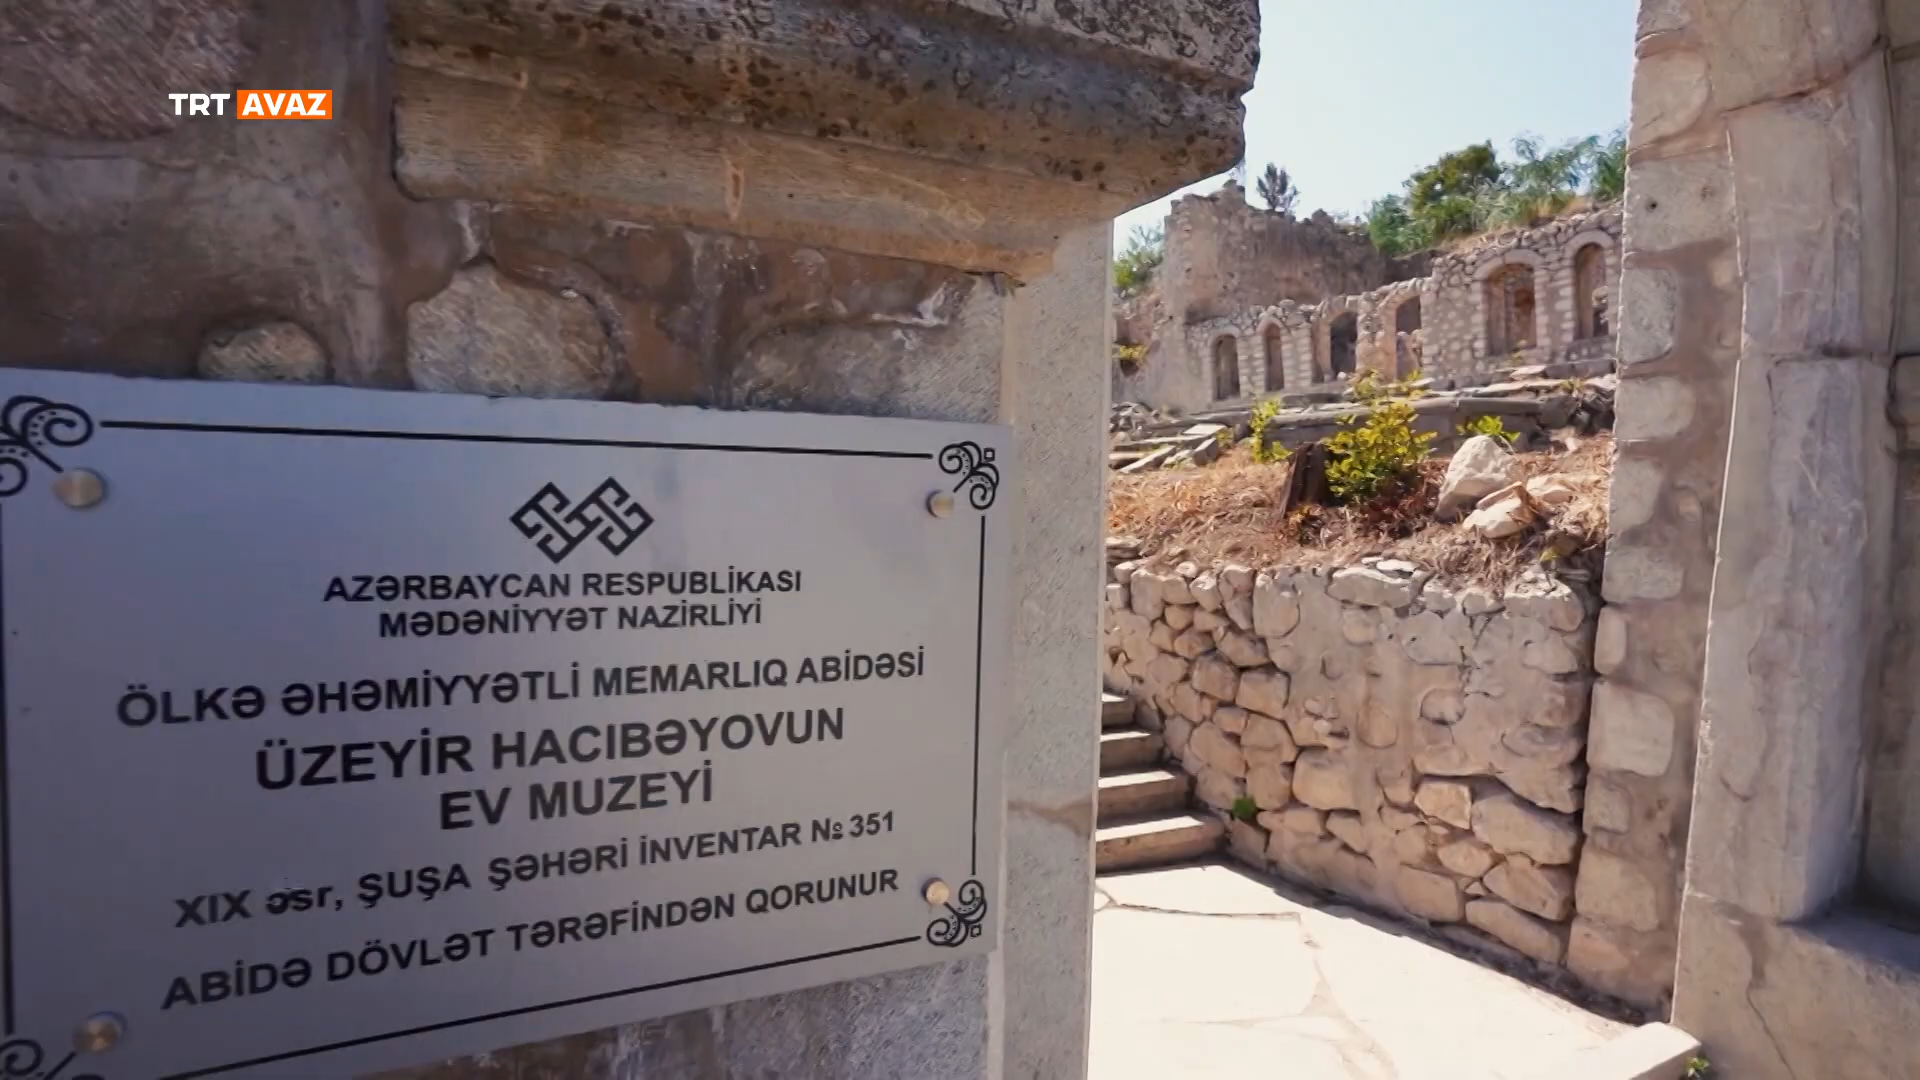 TRT AVAZ
AZƏRBAYCAN RESPUBLİKASI
MƏDƏNİYYƏT NAZİRLİYİ
ÖLKƏ ƏHƏMİYYƏTLİ MEMARLIQ ABİDƏSİ
ÜZEYİR HACIBƏYOVUN
EV MUZEYİ
XIX əsr, ŞUŞA ŞƏHƏRİ İNVENTAR № 351
ABİDƏ DÖVLƏT TƏRƏFİNDƏN QORUNUR